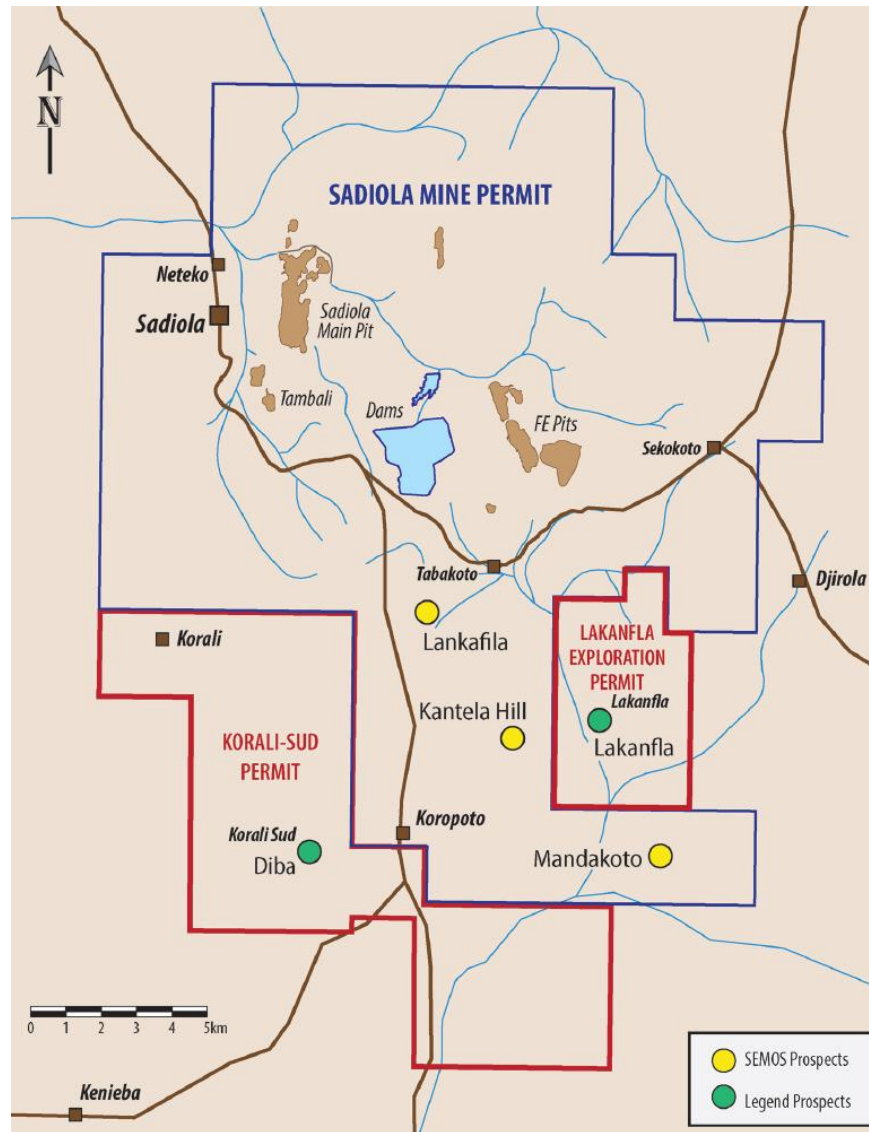 N
SADIOLA MINE PERMIT
Neteko
Sadiola
Sadiola
Main Pit
Tambali
Dams
FE Pits
Sekokoto
Tabakoto
Djirola
Korali
Lankafila
LAKANFLA
EXPLORATION
PERMIT
Lakanfla
Lakanfla
Kantela Hill
KORALI-SUD
PERMIT
Koropoto
Korali Sud
Diba
Mandakoto
0 1 2 3 4 5km
Kenieba
SEMOS Prospects
Legend Prospects